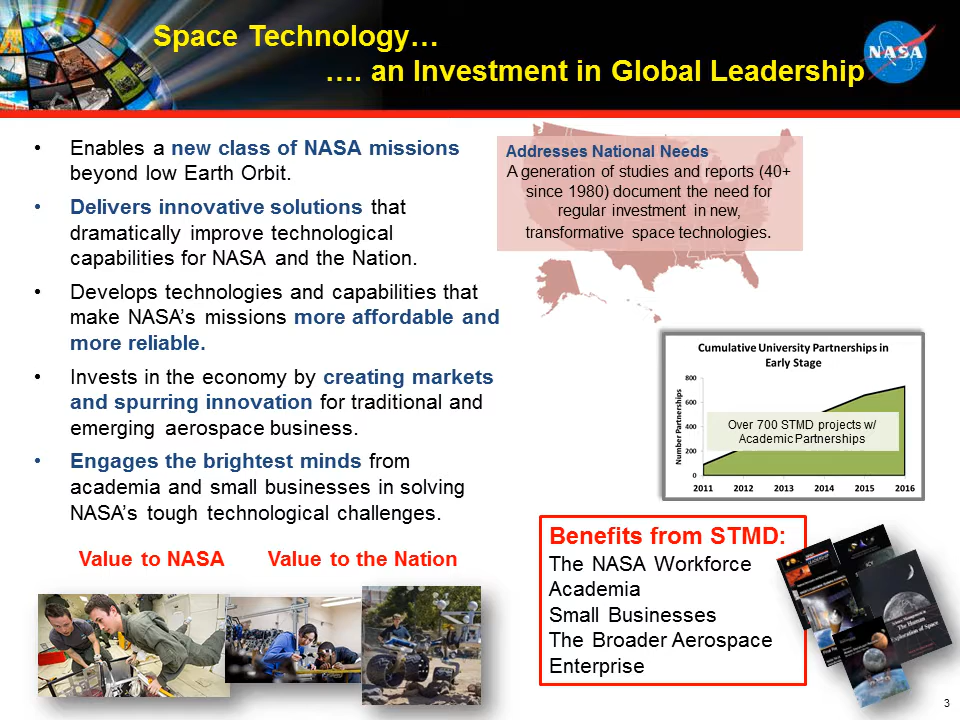 Space Technology…
…. an Investment in Global Leadership
NASA
• Enables a new class of NASA missions
beyond low Earth Orbit.
• Delivers innovative solutions that
dramatically improve technological
capabilities for NASA and the Nation.
• Develops technologies and capabilities that
make NASA’s missions more affordable and
more reliable.
• Invests in the economy by creating markets
and spurring innovation for traditional and
emerging aerospace business.
• Engages the brightest minds from
academia and small businesses in solving
NASA’s tough technological challenges.
Value to NASA Value to the Nation
Addresses National Needs
A generation of studies and reports (40+
since 1980) document the need for
regular investment in new,
transformative space technologies.
Cumulative University Partnerships in
Early Stage
Number Partnerships
800
600
400
200
0
Over 700 STMD projects w/
Academic Partnerships
2011 2012 2013 2014 2015 2016
Benefits from STMD:
The NASA Workforce
Academia
Small Businesses
The Broader Aerospace
Enterprise
The Human
Exploration of Space
3